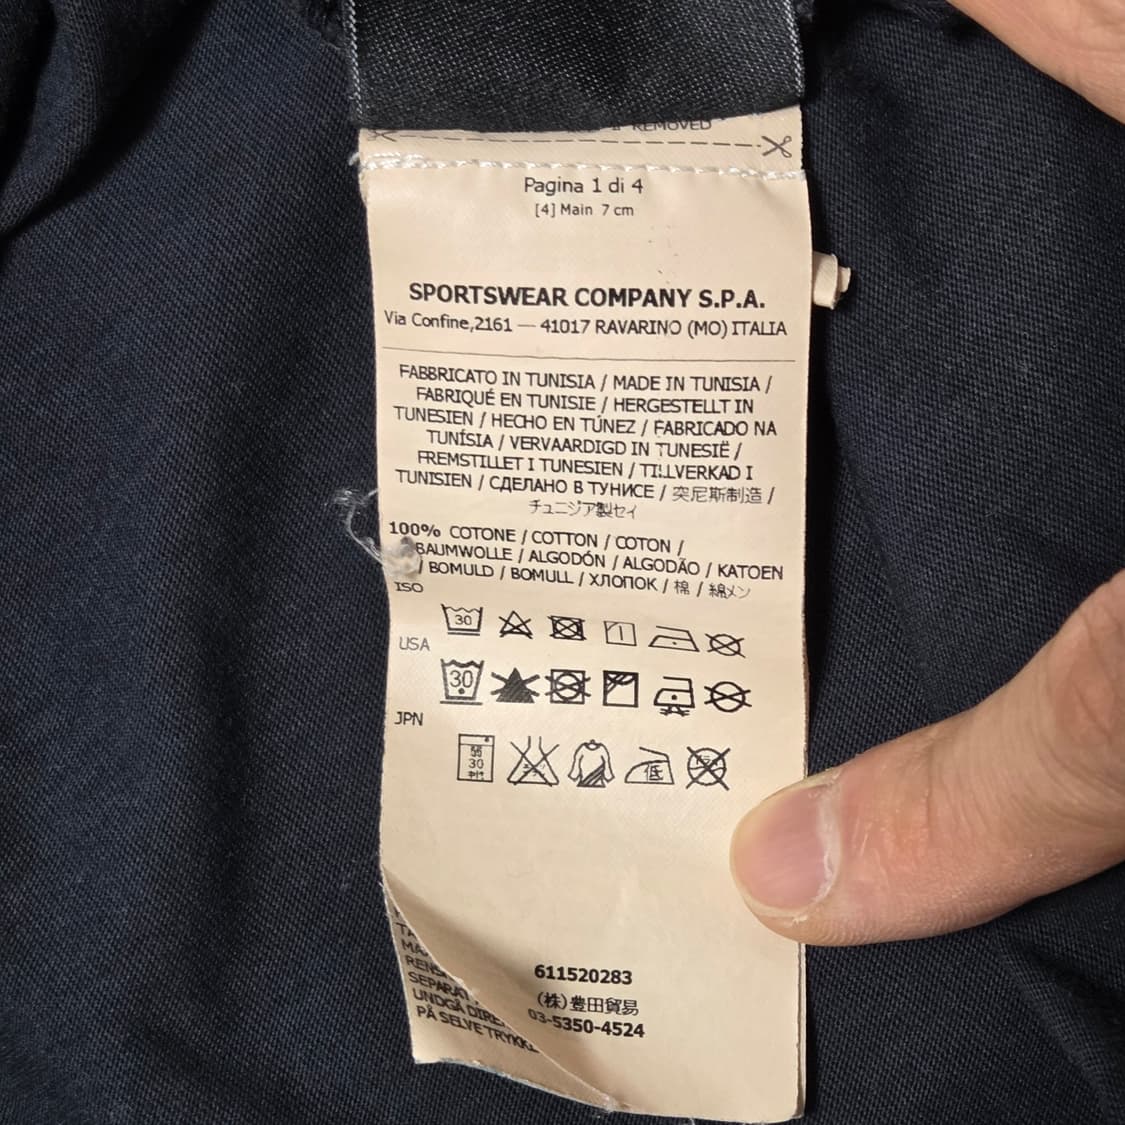 REMOVED
Pagina 1 di 4
[4] Main 7 cm
SPORTSWEAR COMPANY S.P.A.
Via Confine,2161 — 41017 RAVARINO (MO) ITALIA
FABBRICATO IN TUNISIA / MADE IN TUNISIA /
FABRIQUÉ EN TUNISIE / HERGESTELLT IN
TUNESIEN / HECHO EN TÚNEZ / FABRICADO NA
TUNÍSIA / VERVAARDIGD IN TUNESIË /
FREMSTILLET I TUNESIEN / TILLVERKAD I
TUNISIEN / СДЕЛАНО В ТУНИСЕ / 突尼斯制造 /
チュニジア製セイ
100% COTONE / COTTON / COTON /
BAUMWOLLE / ALGODÓN / ALGODÃO / KATOEN
/ BOMULD / BOMULL / ХЛОПОК / 棉 / 綿メン
ISO
30
USA
30
JPN
30
低
611520283
(株)豊田貿易
03-5350-4524
UNDGÅ
PÅ SELVE